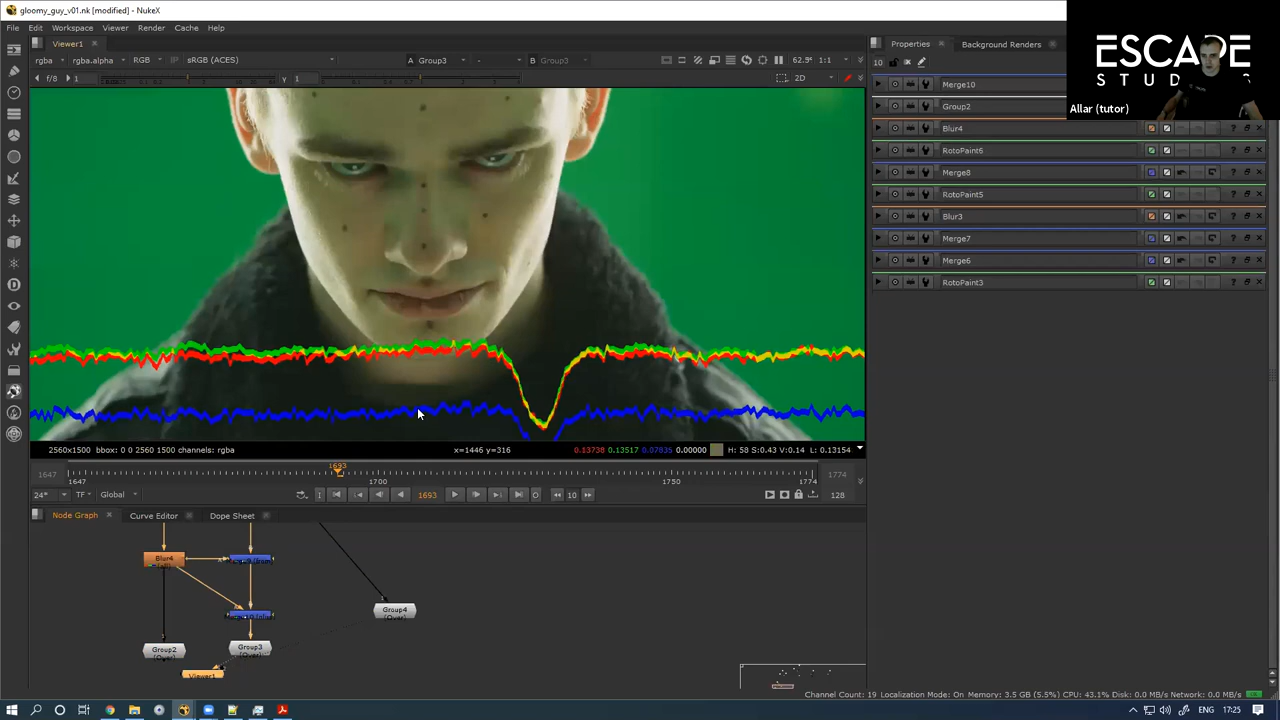 gloomy_guy_v01.nk [modified] - NukeX
File Edit Workspace Viewer Render Cache Help
Viewer1
rgba rgba.alpha RGB IP sRGB (ACES) A Group3 - B Group3 62.9% 1:1
f/8 1 y 1 2D
2560x1500 bbox: 0 0 2560 1500 channels: rgba x=1446 y=316 0.13738 0.13517 0.07835 0.00000 H: 58 S:0.43 V:0.14 L: 0.13154
1693
1647 1647 1700 1750 1774 1774
24* TF Global 1693 10 128
Node Graph Curve Editor Dope Sheet
Blur4
Group4
Group2
Group3
Viewer1
Properties Background Renders
10
Merge10
Group2
Blur4
RotoPaint6
Merge8
RotoPaint5
Blur3
Merge7
Merge6
RotoPaint3
ESCAPE
STUDIOS
Allar (tutor)
Channel Count: 19 Localization Mode: On Memory: 3.5 GB (5.5%) CPU: 43.1% Disk: 0.0 MB/s Network: 0.0 MB/s
ENG 17:25